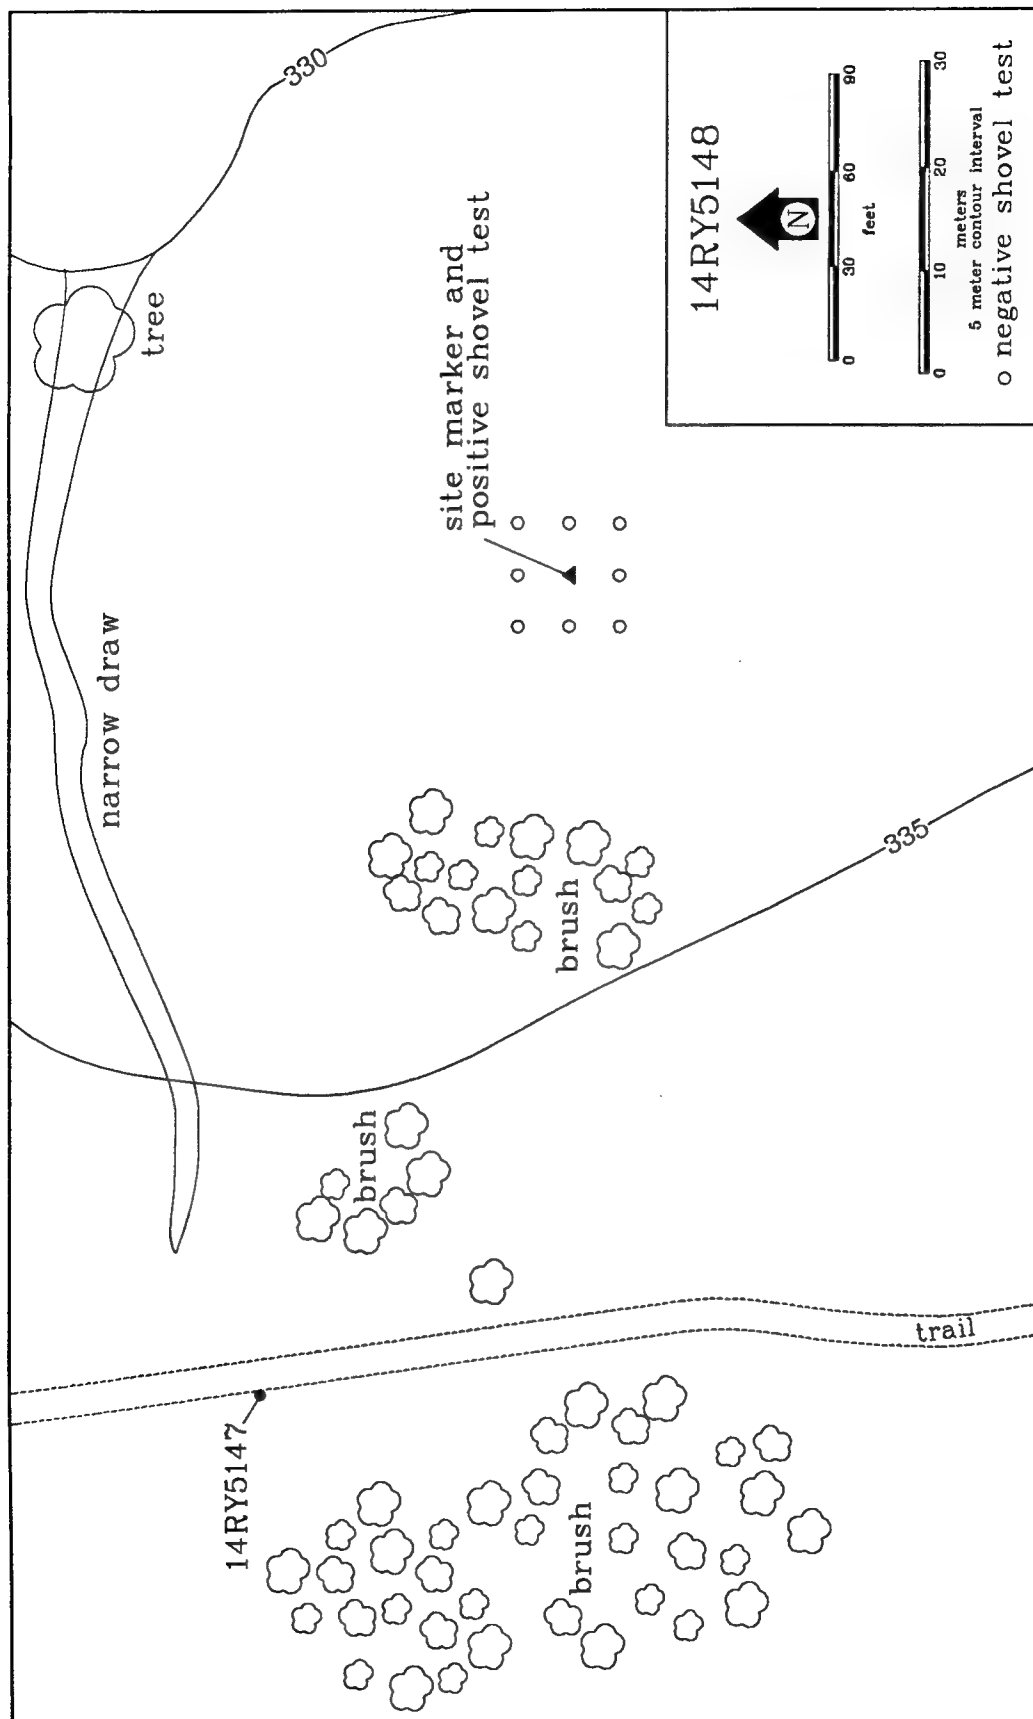 330
tree
narrow draw
site marker and
positive shovel test
brush
335
brush
14RY5147
trail
brush
14RY5148
N
0 30 60 90
feet
0 10 20 30
meters
5 meter contour interval
o negative shovel test